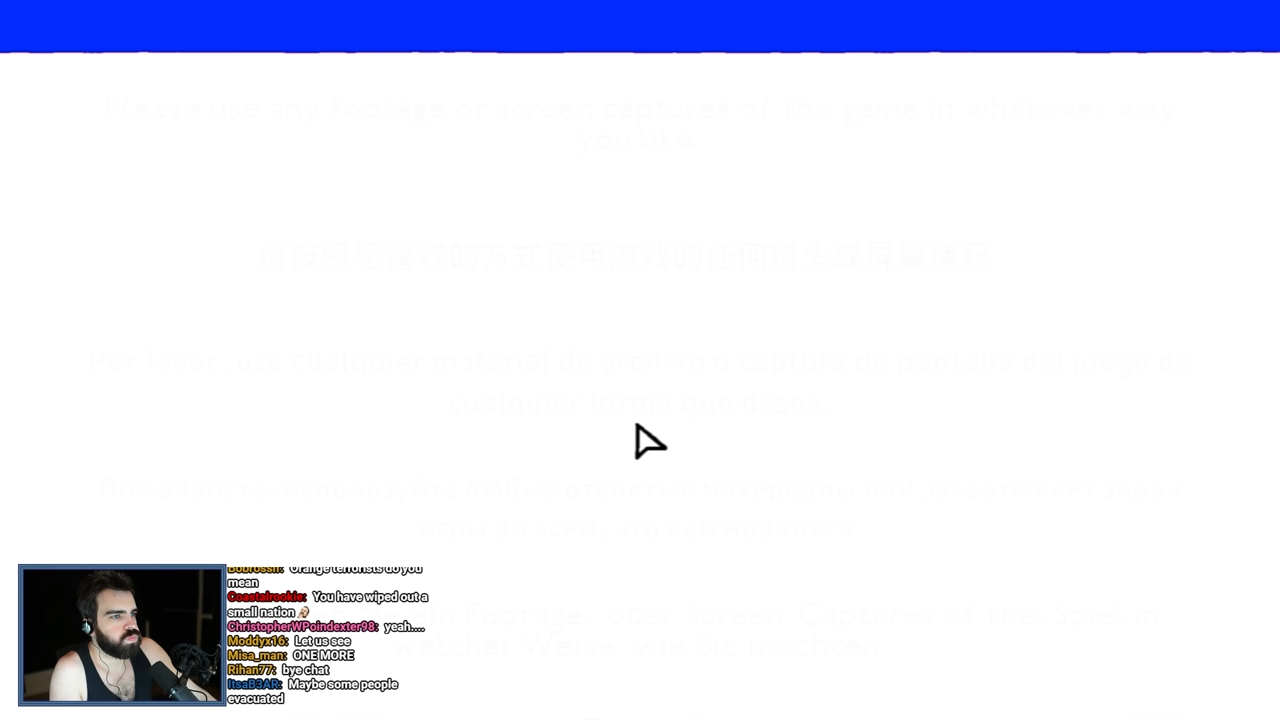 Please use any footage or screen captures of the game in whatever way
you like
请按照您喜欢的方式使用游戏的任何镜头或屏幕捕获
Por favor, use cualquier material de archivo o captura de pantalla del juego de
cualquier forma que desee
Пожалуйста, используйте любые отснятые материалы или
игры во всем, что вам нравится
ein Footage oder Screen Captures of the Spiel in
welcher Weise, wie Sie möchten
Bobrossin: Orange terrorists do you
mean
Coastalrookie: You have wiped out a
small nation
ChristopherWPoindexter98: yeah....
Moddyx16: Let us see
Misa_man: ONE MORE
Rihan77: bye chat
ItsaB3AR: Maybe some people
evacuated